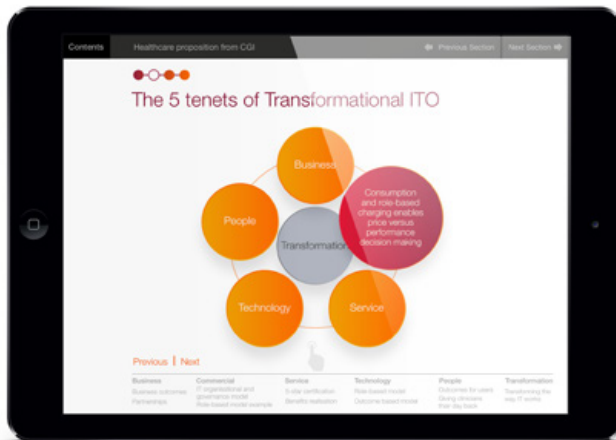 Contents
Healthcare proposition from CGI
Previous Section
Next Section
The 5 tenets of Transformational ITO
Business
Consumption
and role-based
charging enables
price versus
performance
decision making
People
Transformation
Technology
Service
Previous | Next
Business
Business outcomes
Partnerships
Commercial
IT organisational and
governance model
Role-based model example
Service
5-star certification
Benefits realisation
Technology
Role-based model
Outcome based model
People
Outcomes for users
Giving clinicians
their day back
Transformation
Transforming the
way IT works